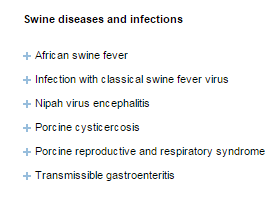 Swine diseases and infections
African swine fever
Infection with classical swine fever virus
Nipah virus encephalitis
Porcine cysticercosis
Porcine reproductive and respiratory syndrome
Transmissible gastroenteritis